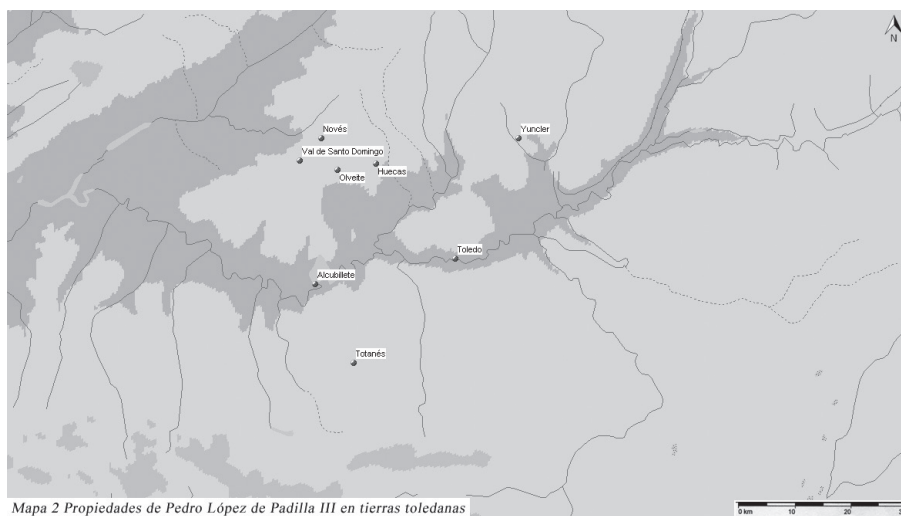 N
Novés
Yuncler
Val de Santo Domingo
Huecas
Olveite
Toledo
Alcubillete
Totanés
Mapa 2 Propiedades de Pedro López de Padilla III en tierras toledanas
0 km 10 20